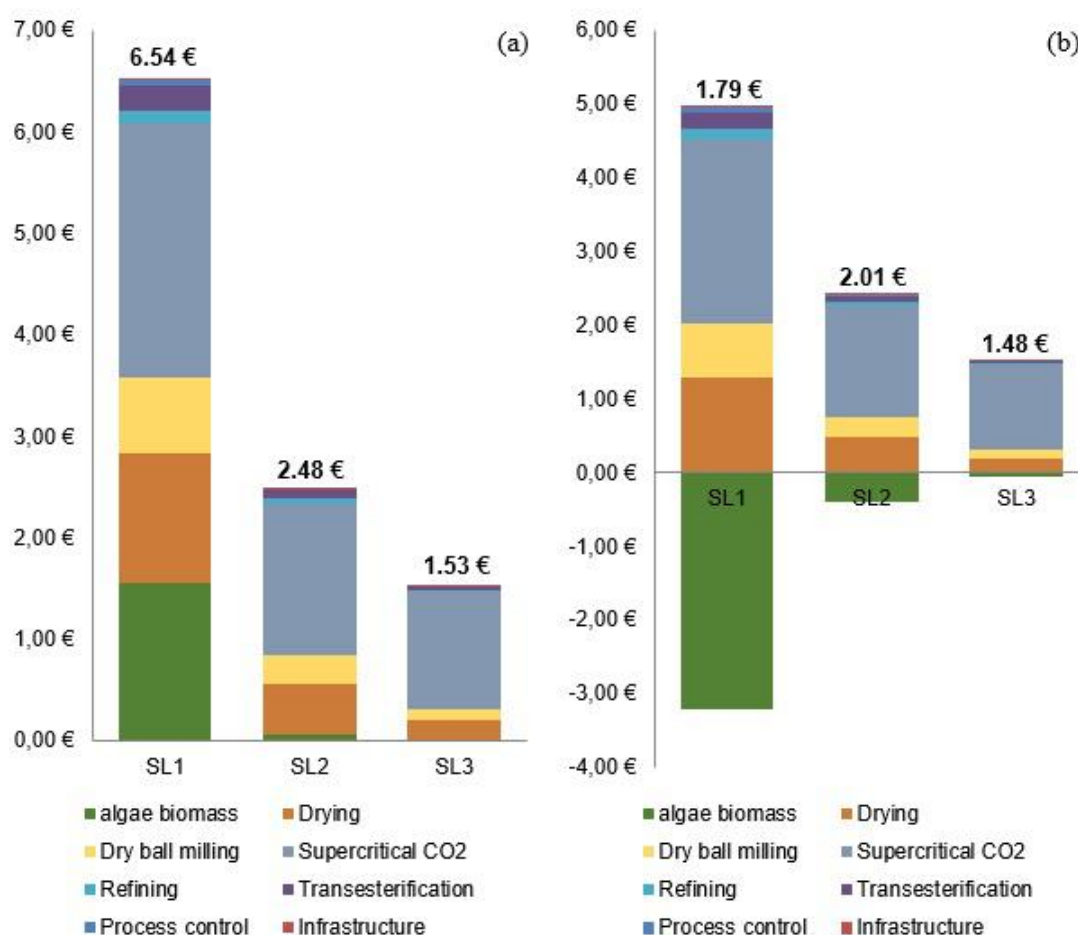 7,00 €
6,00 €
5,00 €
4,00 €
3,00 €
2,00 €
1,00 €
0,00 €
(a)
6.54 €
2.48 €
1.53 €
SL1 SL2 SL3
algae biomass Drying
Dry ball milling Supercritical CO2
Refining Transesterification
Process control Infrastructure
6,00 €
5,00 €
4,00 €
3,00 €
2,00 €
1,00 €
0,00 €
-1,00 €
-2,00 €
-3,00 €
-4,00 €
(b)
1.79 €
2.01 €
1.48 €
SL1 SL2 SL3
algae biomass Drying
Dry ball milling Supercritical CO2
Refining Transesterification
Process control Infrastructure